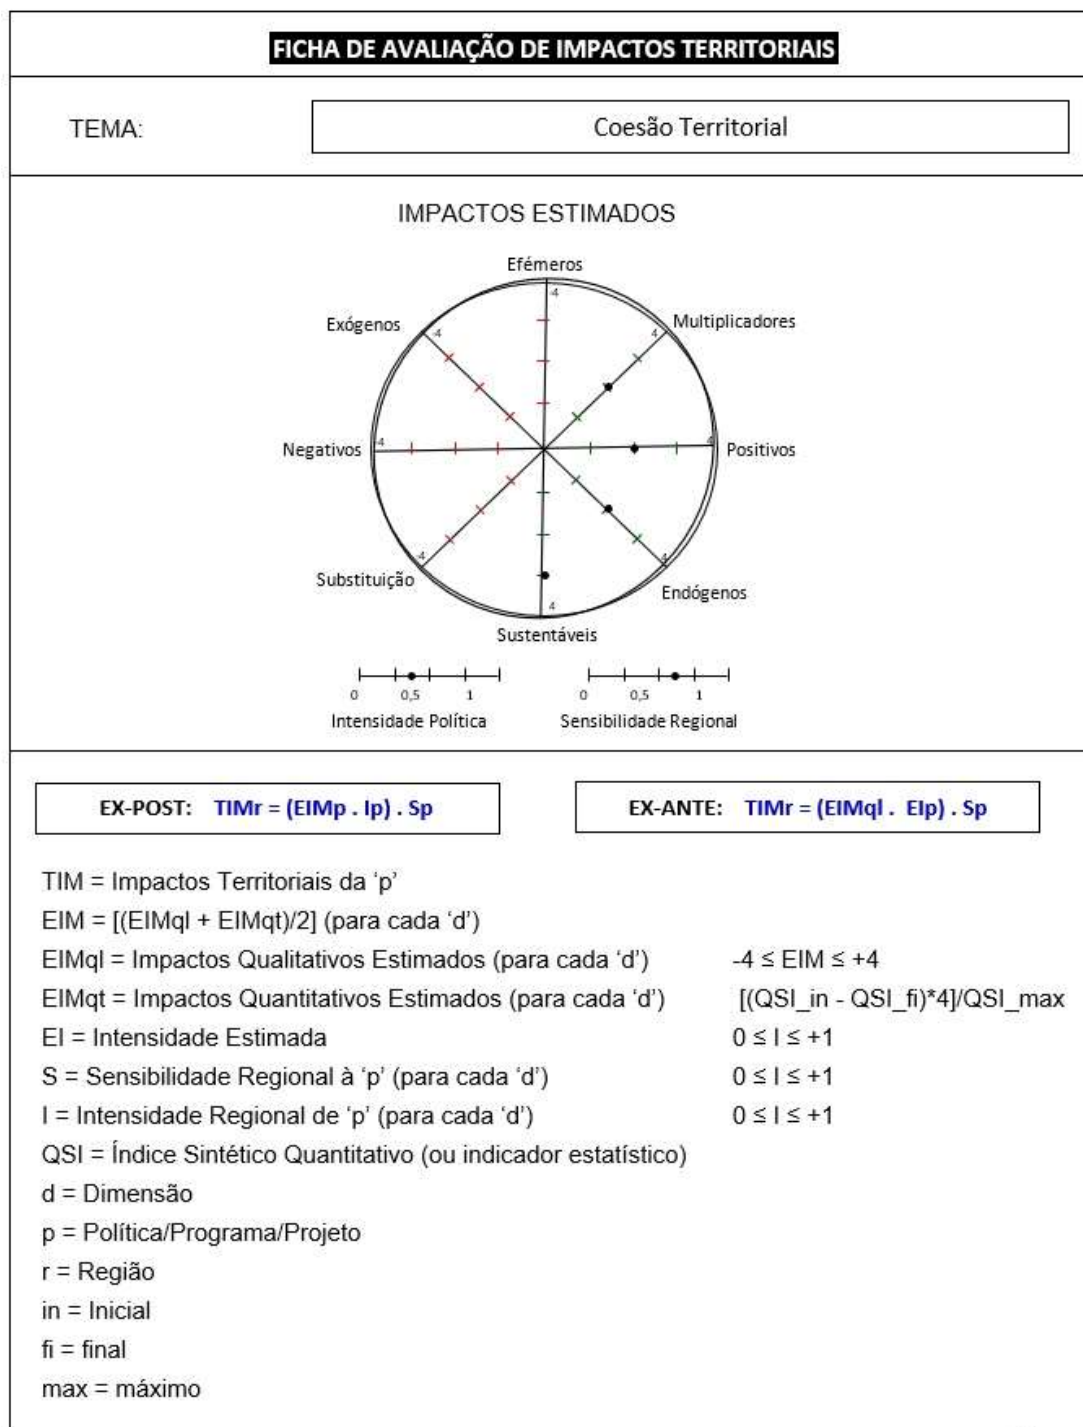 FICHA DE AVALIAÇÃO DE IMPACTOS TERRITORIAIS
TEMA: Coesão Territorial
IMPACTOS ESTIMADOS
Efémeros
-4
Exógenos -4 4 Multiplicadores
Negativos -4 4 Positivos
Substituição -4 4 Endógenos
4
Sustentáveis
0 0,5 1 0 0,5 1
Intensidade Política Sensibilidade Regional
EX-POST: TIMr = (EIMp . Ip) . Sp EX-ANTE: TIMr = (EIMql . EIp) . Sp
TIM = Impactos Territoriais da ‘p’
EIM = [(EIMql + EIMqt)/2] (para cada ‘d’)
EIMql = Impactos Qualitativos Estimados (para cada ‘d’) -4 ≤ EIM ≤ +4
EIMqt = Impactos Quantitativos Estimados (para cada ‘d’) [(QSI_in - QSI_fi)*4]/QSI_max
EI = Intensidade Estimada 0 ≤ I ≤ +1
S = Sensibilidade Regional à ‘p’ (para cada ‘d’) 0 ≤ I ≤ +1
I = Intensidade Regional de ‘p’ (para cada ‘d’) 0 ≤ I ≤ +1
QSI = Índice Sintético Quantitativo (ou indicador estatístico)
d = Dimensão
p = Política/Programa/Projeto
r = Região
in = Inicial
fi = final
max = máximo